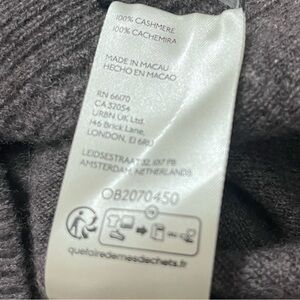 100% CASHMERE
100% CACHEMIRA
MADE IN MACAU
HECHO EN MACAO
RN 66170
CA 32054
URBN UK Ltd.
146 Brick Lane,
LONDON, E1 6RU
LEIDSESTRAAT 32, 1017 PB
AMSTERDAM, NETHERLANDS
OB2070450
quefairedemesdechets.fr